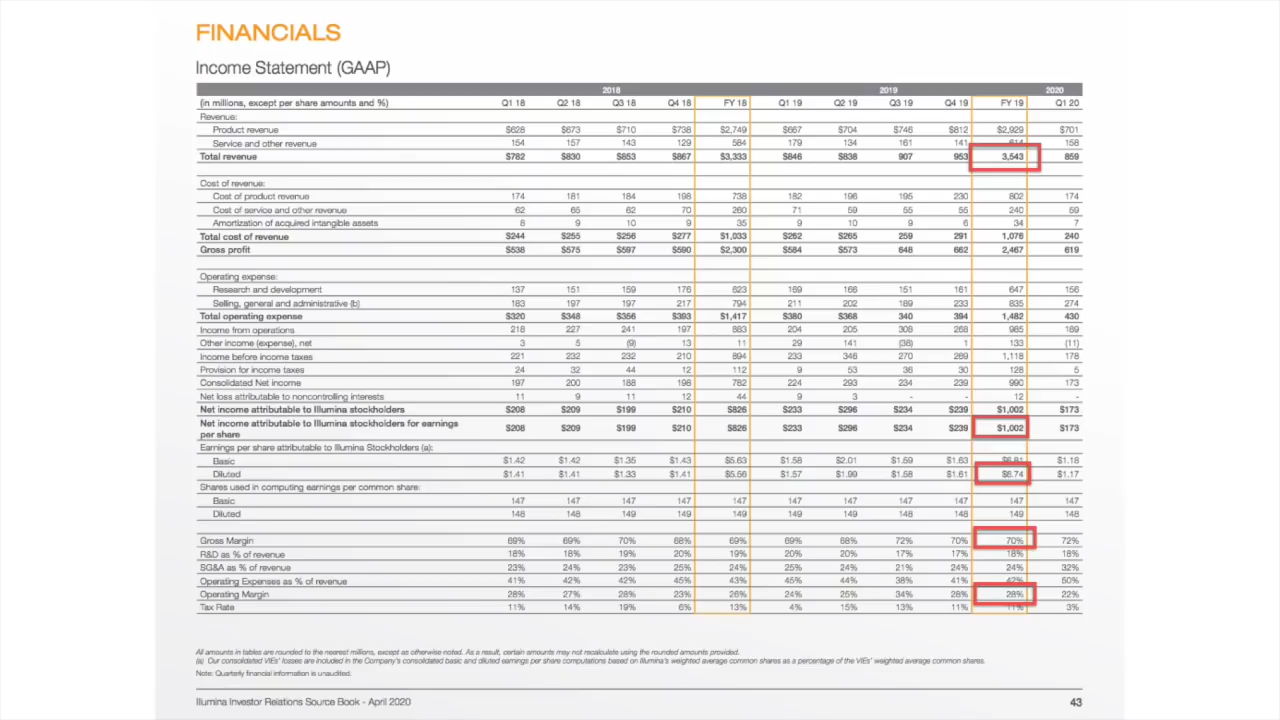 FINANCIALS
Income Statement (GAAP)
2018 2019 2020
(in millions, except per share amounts and %) Q1 18 Q2 18 Q3 18 Q4 18 FY 18 Q1 19 Q2 19 Q3 19 Q4 19 FY 19 Q1 20
Revenue:
Product revenue $628 $673 $710 $738 $2,749 $667 $704 $746 $812 $2,929 $701
Service and other revenue 154 157 143 129 584 179 134 161 141 614 158
Total revenue $782 $830 $853 $867 $3,333 $846 $838 907 953 3,543 859
Cost of revenue:
Cost of product revenue 174 181 184 198 738 182 196 195 230 802 174
Cost of service and other revenue 62 65 62 70 260 71 59 55 55 240 59
Amortization of acquired intangible assets 8 9 10 9 35 9 10 9 6 34 7
Total cost of revenue $244 $255 $256 $277 $1,033 $262 $265 259 291 1,076 240
Gross profit $538 $575 $597 $590 $2,300 $584 $573 648 662 2,467 619
Operating expense:
Research and development 137 151 159 176 623 169 166 151 161 647 156
Selling, general and administrative (b) 183 197 197 217 794 211 202 189 233 835 274
Total operating expense $320 $348 $356 $393 $1,417 $380 $368 340 394 1,482 430
Income from operations 218 227 241 197 883 204 205 308 268 985 189
Other income (expense), net 3 5 (9) 13 11 29 141 (38) 1 133 (11)
Income before income taxes 221 232 232 210 894 233 346 270 269 1,118 178
Provision for income taxes 24 32 44 12 112 9 53 36 30 128 5
Consolidated Net income 197 200 188 198 782 224 293 234 239 990 173
Net loss attributable to noncontrolling interests 11 9 11 12 44 9 3 - - 12 -
Net income attributable to Illumina stockholders $208 $209 $199 $210 $826 $233 $296 $234 $239 $1,002 $173
Net income attributable to Illumina stockholders for earnings
per share $208 $209 $199 $210 $826 $233 $296 $234 $239 $1,002 $173
Earnings per share attributable to Illumina Stockholders (a):
Basic $1.42 $1.42 $1.35 $1.43 $5.63 $1.58 $2.01 $1.59 $1.63 $6.81 $1.18
Diluted $1.41 $1.41 $1.33 $1.41 $5.56 $1.57 $1.99 $1.58 $1.61 $6.74 $1.17
Shares used in computing earnings per common share:
Basic 147 147 147 147 147 147 147 147 147 147 147
Diluted 148 148 149 149 149 149 149 148 148 149 148
Gross Margin 69% 69% 70% 68% 69% 69% 68% 72% 70% 70% 72%
R&D as % of revenue 18% 18% 19% 20% 19% 20% 20% 17% 17% 18% 18%
SG&A as % of revenue 23% 24% 23% 25% 24% 25% 24% 21% 24% 24% 32%
Operating Expenses as % of revenue 41% 42% 42% 45% 43% 45% 44% 38% 41% 42% 50%
Operating Margin 28% 27% 28% 23% 26% 24% 25% 34% 28% 28% 22%
Tax Rate 11% 14% 19% 6% 13% 4% 15% 13% 11% 11% 3%
All amounts in tables are rounded to the nearest millions, except as otherwise noted. As a result, certain amounts may not recalculate using the rounded amounts provided.
(a) Our consolidated VIEs' losses are included in the Company's consolidated basic and diluted earnings per share computations based on Illumina's weighted average common shares as a percentage of the VIEs' weighted average common shares.
Note: Quarterly financial information is unaudited.
Illumina Investor Relations Source Book - April 2020 43